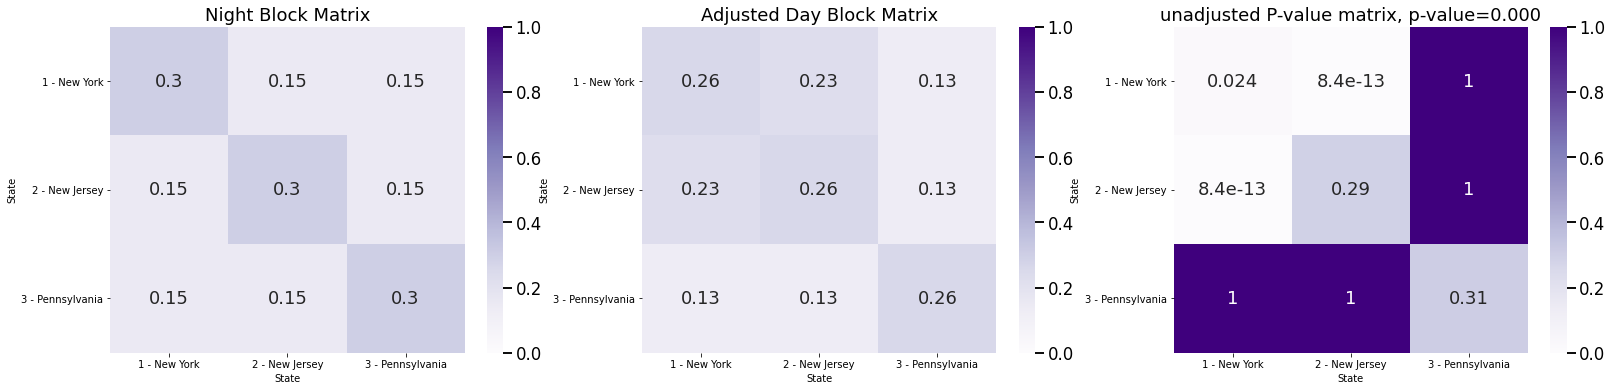 Night Block Matrix
State
1 - New York
2 - New Jersey
3 - Pennsylvania
0.3 0.15 0.15
0.15 0.3 0.15
0.15 0.15 0.3
1 - New York 2 - New Jersey 3 - Pennsylvania
State
1.0
0.8
0.6
0.4
0.2
0.0
Adjusted Day Block Matrix
State
1 - New York
2 - New Jersey
3 - Pennsylvania
0.26 0.23 0.13
0.23 0.26 0.13
0.13 0.13 0.26
1 - New York 2 - New Jersey 3 - Pennsylvania
State
1.0
0.8
0.6
0.4
0.2
0.0
unadjusted P-value matrix, p-value=0.000
State
1 - New York
2 - New Jersey
3 - Pennsylvania
0.024 8.4e-13 1
8.4e-13 0.29 1
1 1 0.31
1 - New York 2 - New Jersey 3 - Pennsylvania
State
1.0
0.8
0.6
0.4
0.2
0.0